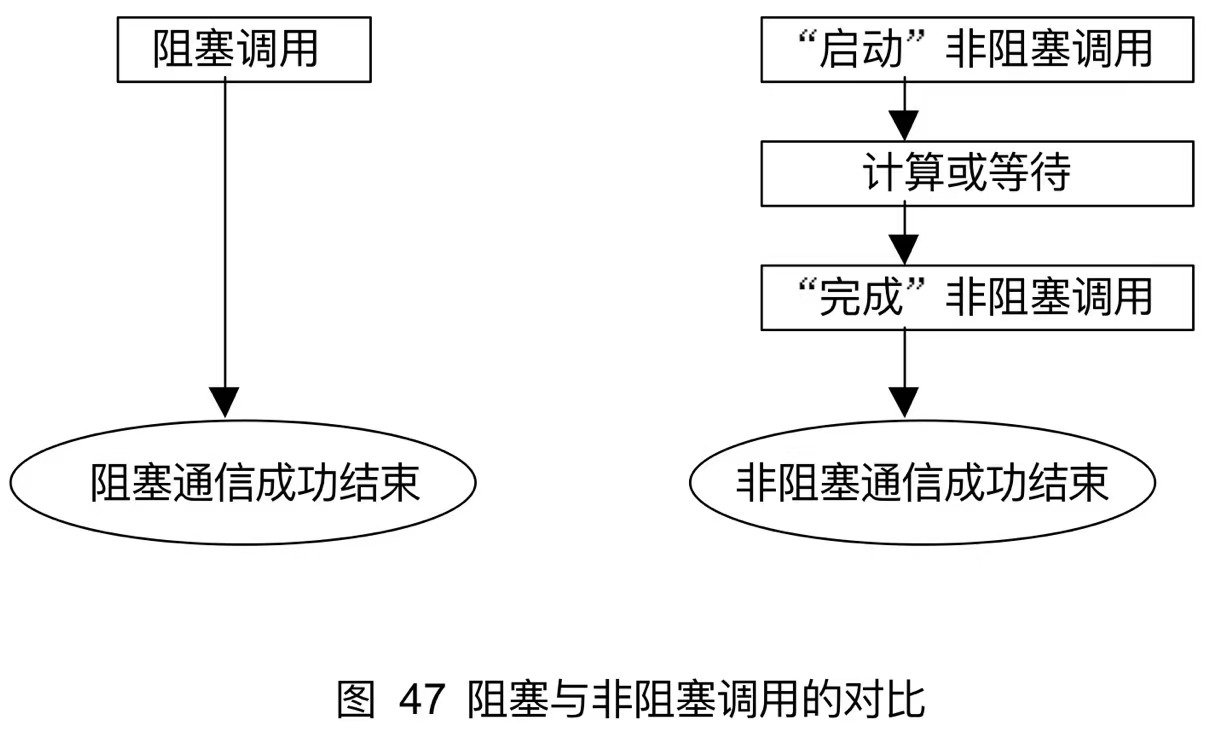 阻塞调用
阻塞通信成功结束
“启动”非阻塞调用
计算或等待
“完成”非阻塞调用
非阻塞通信成功结束
图 47 阻塞与非阻塞调用的对比